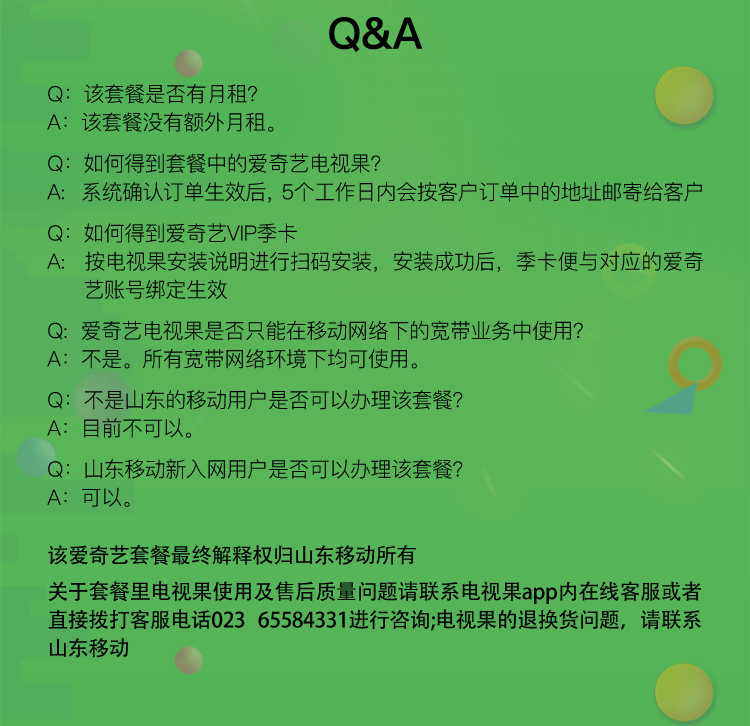 Q&A
Q：该套餐是否有月租?
A：该套餐没有额外月租。
Q：如何得到套餐中的爱奇艺电视果?
A: 系统确认订单生效后, 5个工作日内会按客户订单中的地址邮寄给客户
Q：如何得到爱奇艺VIP季卡
A: 按电视果安装说明进行扫码安装，安装成功后，季卡便与对应的爱奇
艺账号绑定生效
Q: 爱奇艺电视果是否只能在移动网络下的宽带业务中使用?
A：不是。所有宽带网络环境下均可使用。
Q：不是山东的移动用户是否可以办理该套餐?
A：目前不可以。
Q：山东移动新入网用户是否可以办理该套餐?
A：可以。
该爱奇艺套餐最终解释权归山东移动所有
关于套餐里电视果使用及售后质量问题请联系电视果app内在线客服或者
直接拨打客服电话023 65584331进行咨询;电视果的退换货问题，请联系
山东移动